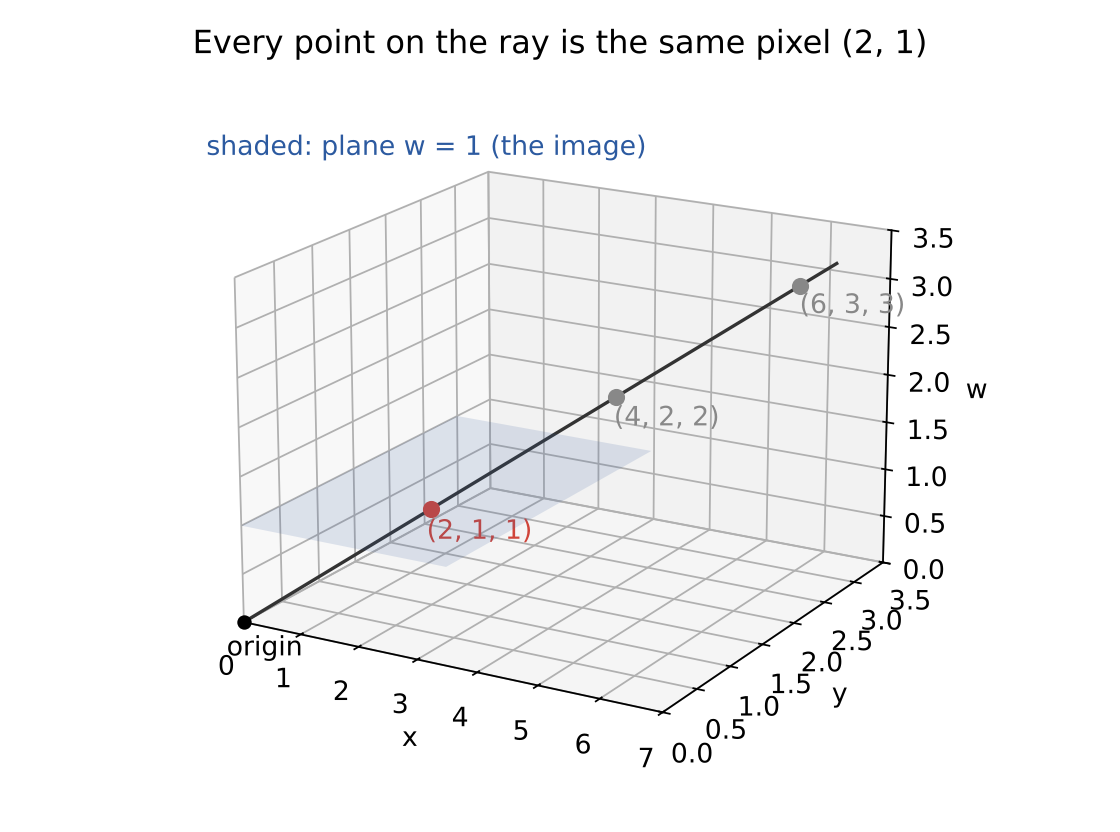 Every point on the ray is the same pixel (2, 1)
shaded: plane w = 1 (the image)
3.5
3.0
(6, 3, 3)
2.5
2.0
w
(4, 2, 2)
1.5
1.0
(2, 1, 1)
0.5
0.0
origin
0
1
2
3
4
5
6
7
x
0.0
0.5
1.0
1.5
2.0
2.5
3.0
3.5
y